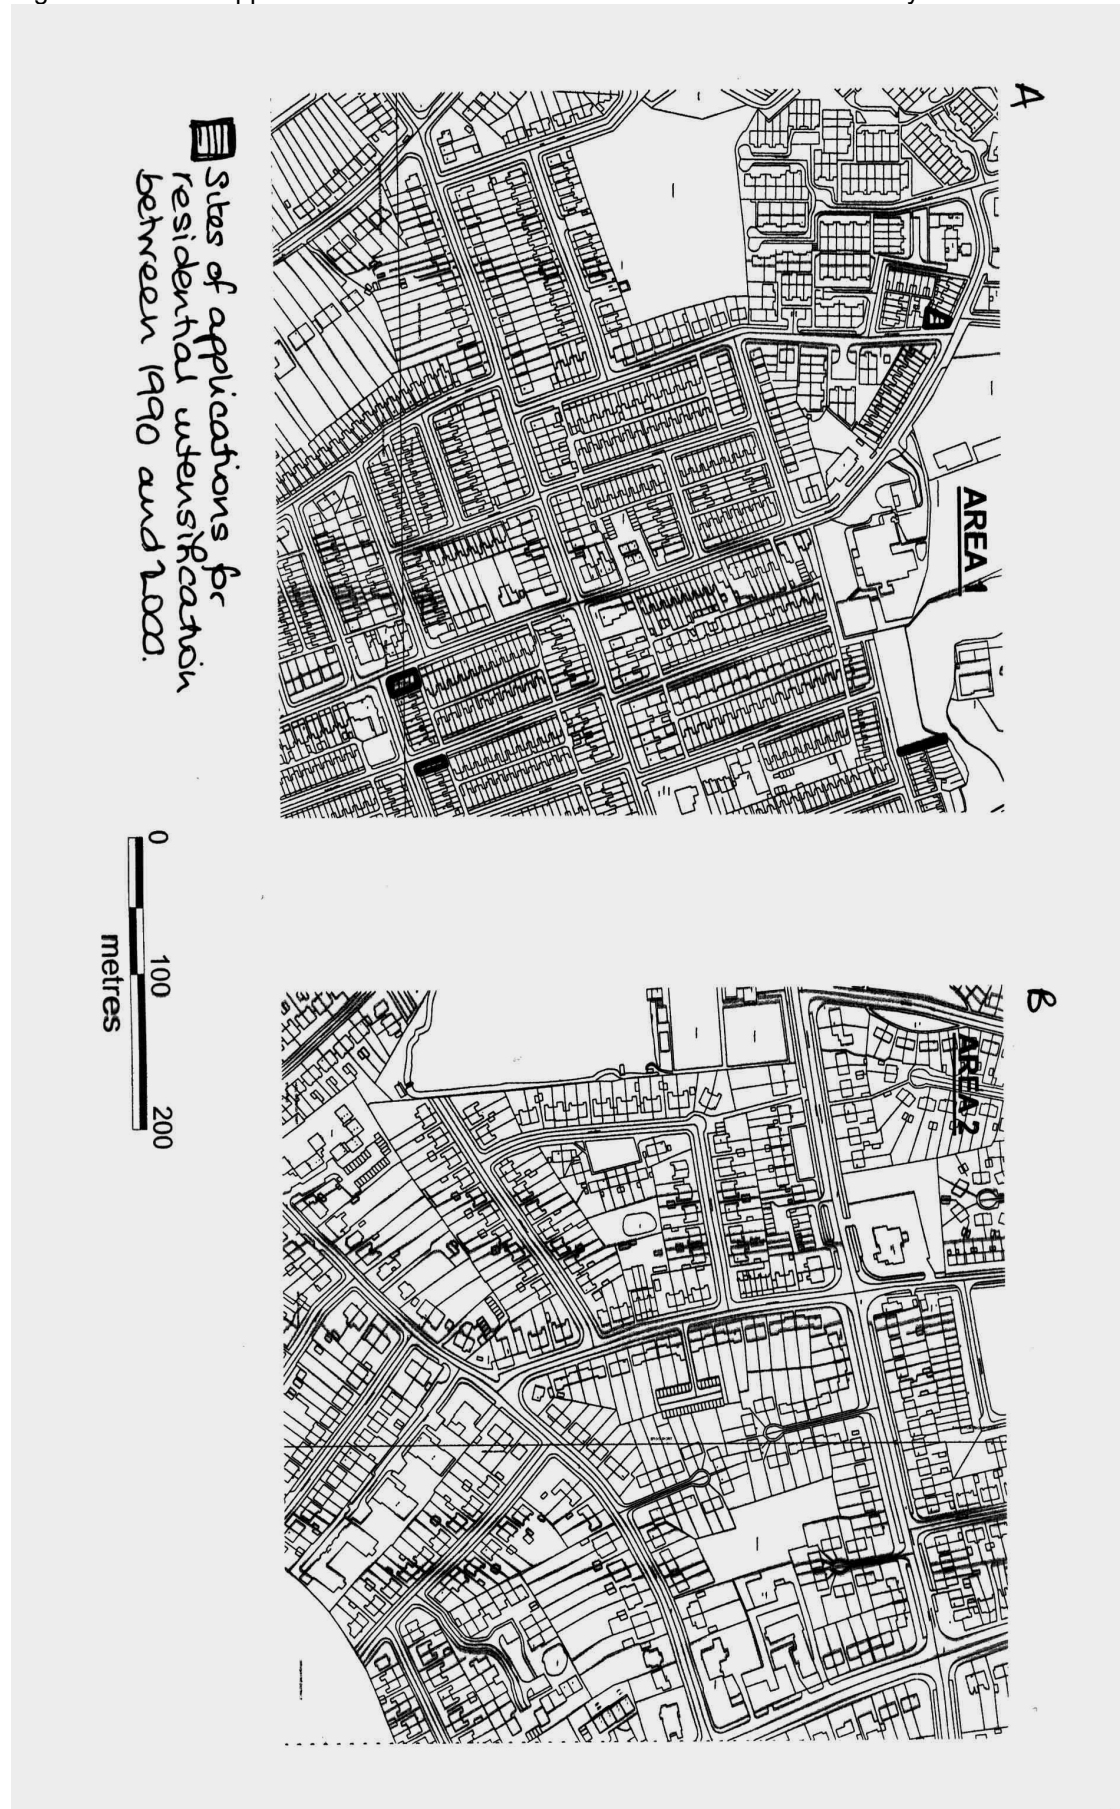 A
AREA 1
B
AREA 2
Sites of applications for
residential intensification
between 1990 and 2000.
0 100 200
metres